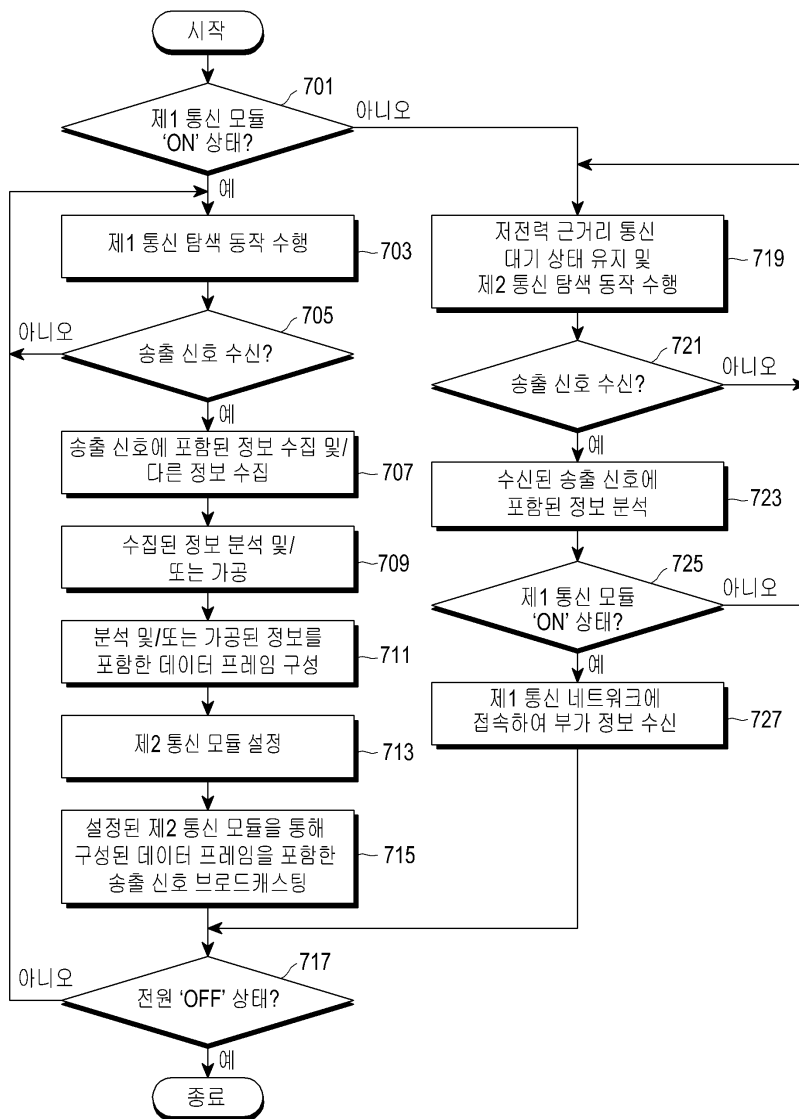 시작
701
제1 통신 모듈
‘ON’ 상태?
아니오
예
제1 통신 탐색 동작 수행
703
705
아니오
송출 신호 수신?
예
송출 신호에 포함된 정보 수집 및/
다른 정보 수집
707
수집된 정보 분석 및/
또는 가공
709
분석 및/또는 가공된 정보를
포함한 데이터 프레임 구성
711
제2 통신 모듈 설정
713
설정된 제2 통신 모듈을 통해
구성된 데이터 프레임을 포함한
송출 신호 브로드캐스팅
715
저전력 근거리 통신
대기 상태 유지 및
제2 통신 탐색 동작 수행
719
721
송출 신호 수신?
아니오
예
수신된 송출 신호에
포함된 정보 분석
723
725
제1 통신 모듈
‘ON’ 상태?
아니오
예
제1 통신 네트워크에
접속하여 부가 정보 수신
727
717
아니오
전원 ‘OFF’ 상태?
예
종료